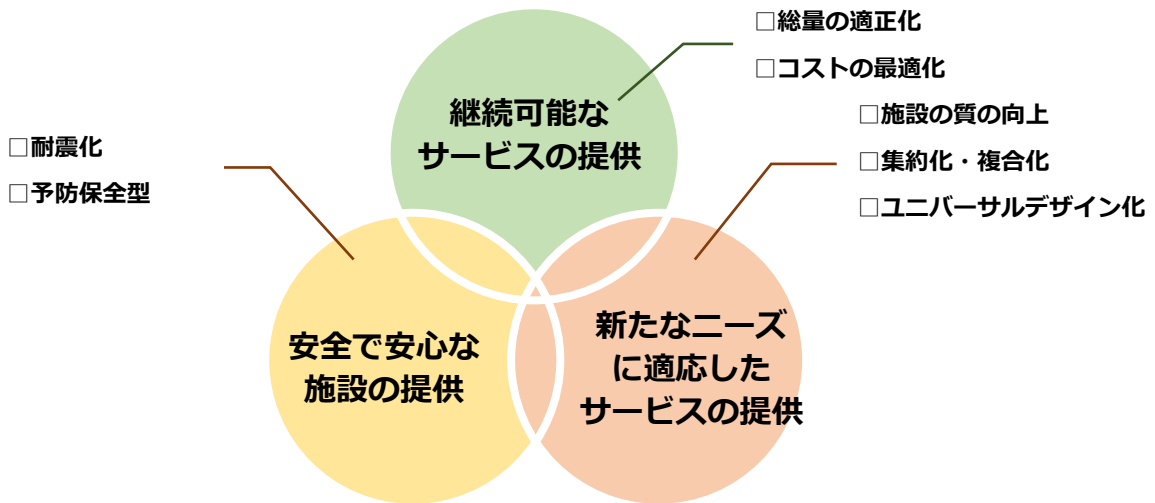 □総量の適正化
□コストの最適化
継続可能な
サービスの提供
□施設の質の向上
□集約化・複合化
□ユニバーサルデザイン化
□耐震化
□予防保全型
安全で安心な
施設の提供
新たなニーズ
に適応した
サービスの提供